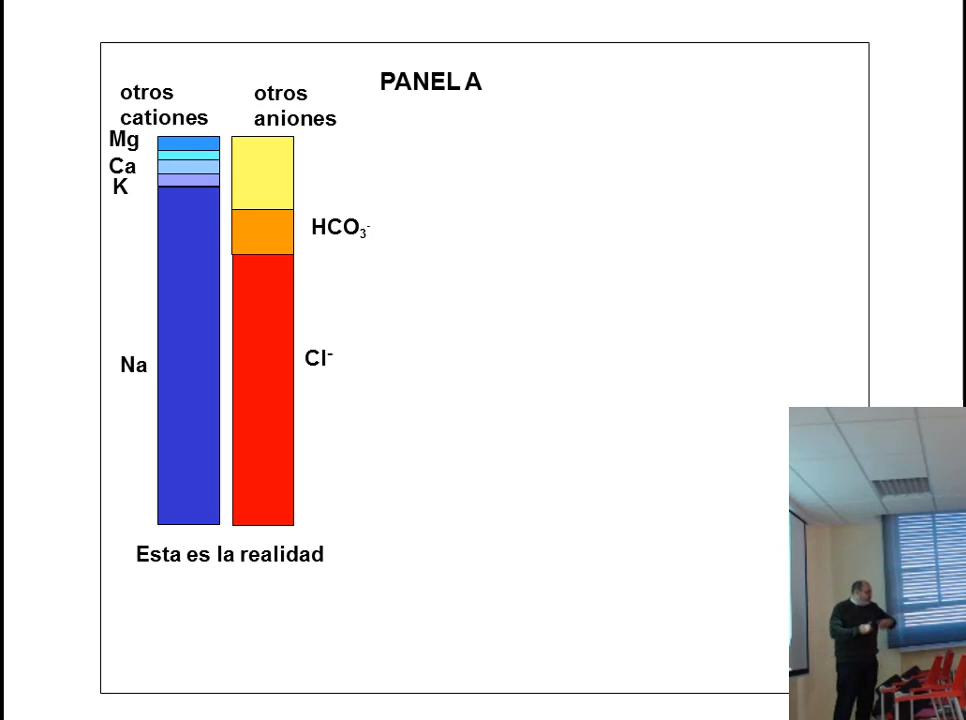 PANEL A
otros
cationes
otros
aniones
Mg
Ca
K
HCO₃⁻
Na
Cl⁻
Esta es la realidad